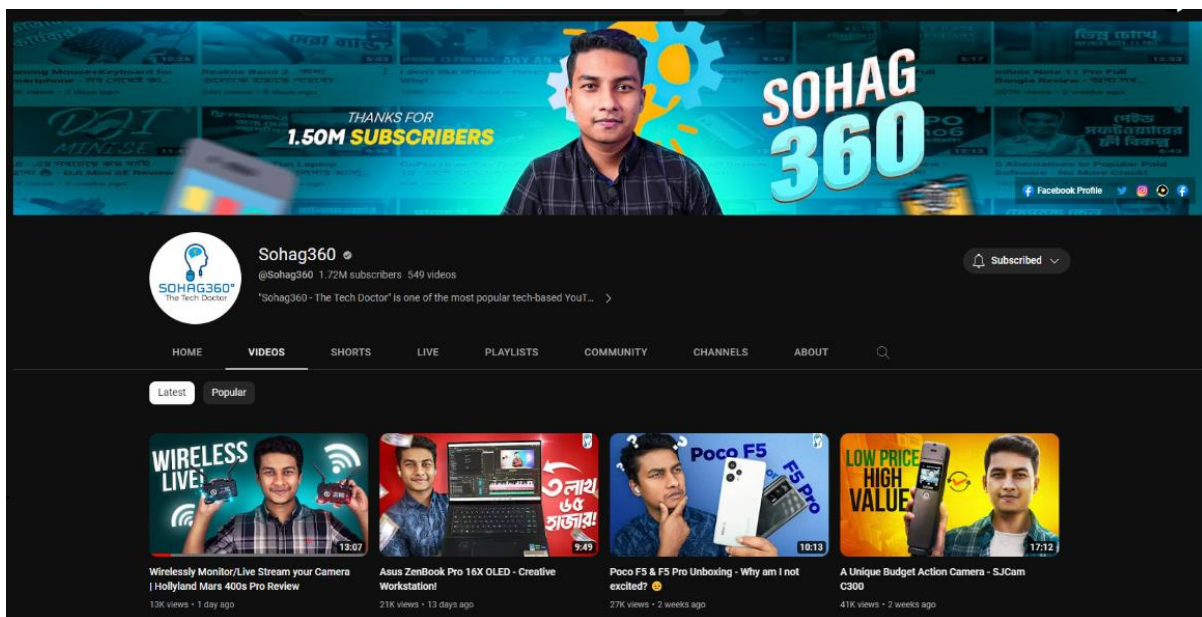 THANKS FOR
1.50M SUBSCRIBERS
SOHAG
360
Facebook Profile
SOHAG360°
The Tech Doctor
Sohag360
@Sohag360 1.72M subscribers 549 videos
"Sohag360 - The Tech Doctor" is one of the most popular tech-based YouT... >
Subscribed
HOME VIDEOS SHORTS LIVE PLAYLISTS COMMUNITY CHANNELS ABOUT
Latest Popular
WIRELESS
LIVE!
13:07
৩ লাখ
৬৫
হাজার!
9:49
Poco F5
or
F5 Pro
10:13
LOW PRICE
HIGH
VALUE
17:12
Wirelessly Monitor/Live Stream your Camera
| Hollyland Mars 400s Pro Review
13K views • 1 day ago
Asus ZenBook Pro 16X OLED - Creative
Workstation!
21K views • 13 days ago
Poco F5 & F5 Pro Unboxing - Why am I not
excited?
27K views • 2 weeks ago
A Unique Budget Action Camera - SJCam
C300
41K views • 2 weeks ago